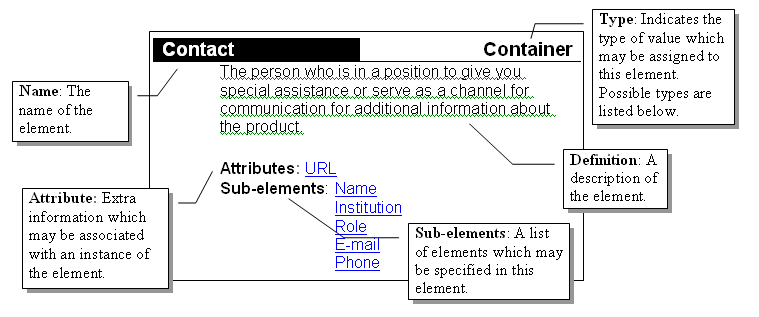 Contact
Container
The person who is in a position to give you
special assistance or serve as a channel for
communication for additional information about
the product.
Attributes: URL
Sub-elements: Name
Institution
Role
E-mail
Phone
Name: The
name of the
element.
Attribute: Extra
information which
may be associated
with an instance of
the element.
Type: Indicates the
type of value which
may be assigned to
this element.
Possible types are
listed below.
Definition: A
description of
the element.
Sub-elements: A list
of elements which may
be specified in this
element.